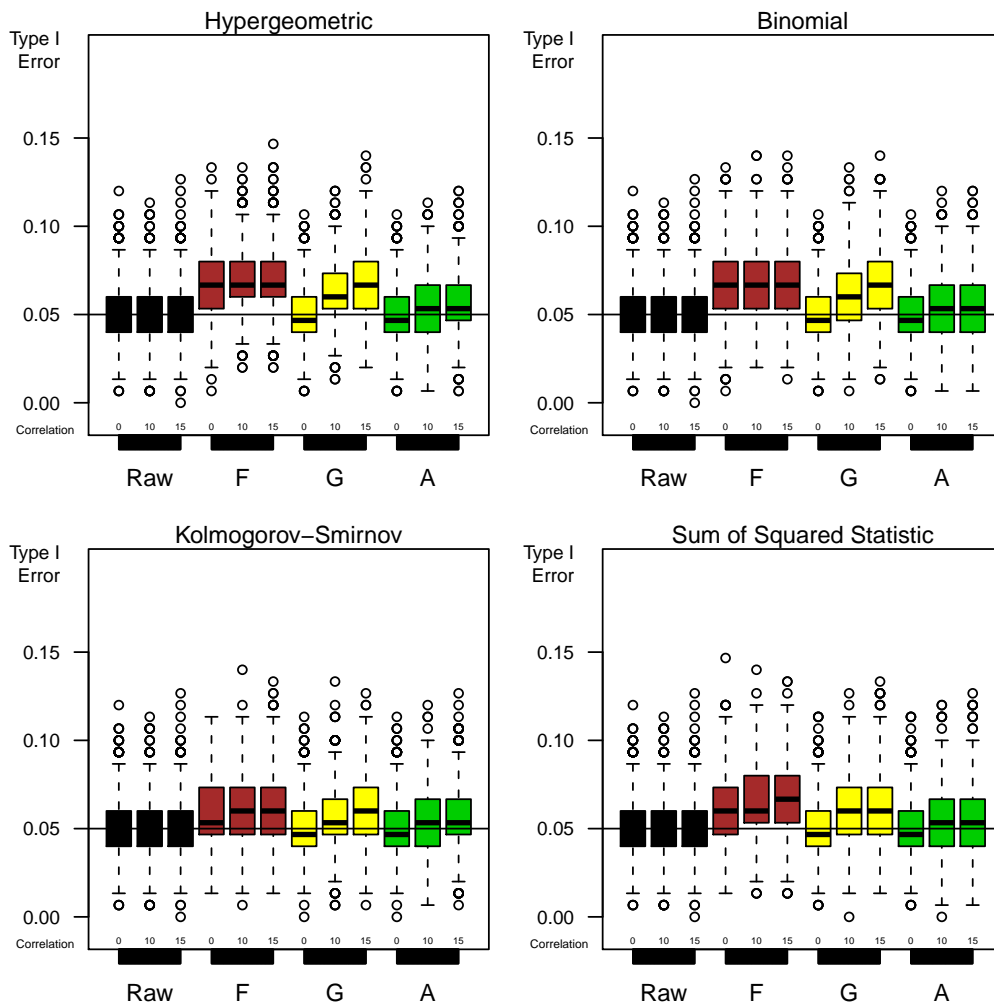 Hypergeometric
Type I
Error
0.15
0.10
0.05
0.00
Correlation 0 10 15 0 10 15 0 10 15 0 10 15
Raw F G A
Binomial
Type I
Error
0.15
0.10
0.05
0.00
Correlation 0 10 15 0 10 15 0 10 15 0 10 15
Raw F G A
Kolmogorov−Smirnov
Type I
Error
0.15
0.10
0.05
0.00
Correlation 0 10 15 0 10 15 0 10 15 0 10 15
Raw F G A
Sum of Squared Statistic
Type I
Error
0.15
0.10
0.05
0.00
Correlation 0 10 15 0 10 15 0 10 15 0 10 15
Raw F G A